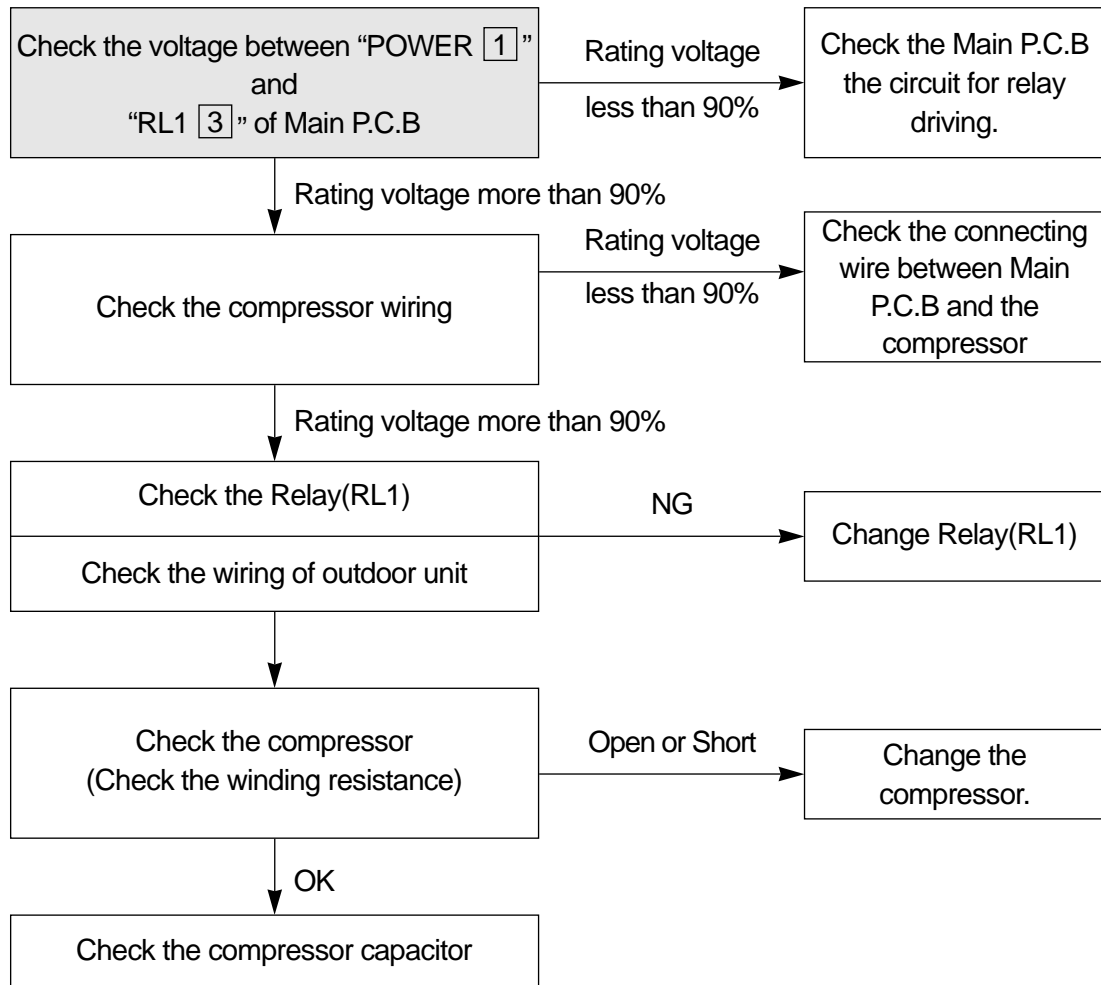 Check the voltage between “POWER 1”
and
“RL1 3” of Main P.C.B
Rating voltage
less than 90%
Check the Main P.C.B
the circuit for relay
driving.
Rating voltage more than 90%
Check the compressor wiring
Rating voltage
less than 90%
Check the connecting
wire between Main
P.C.B and the
compressor
Rating voltage more than 90%
Check the Relay(RL1)
Check the wiring of outdoor unit
NG
Change Relay(RL1)
Check the compressor
(Check the winding resistance)
Open or Short
Change the
compressor.
OK
Check the compressor capacitor